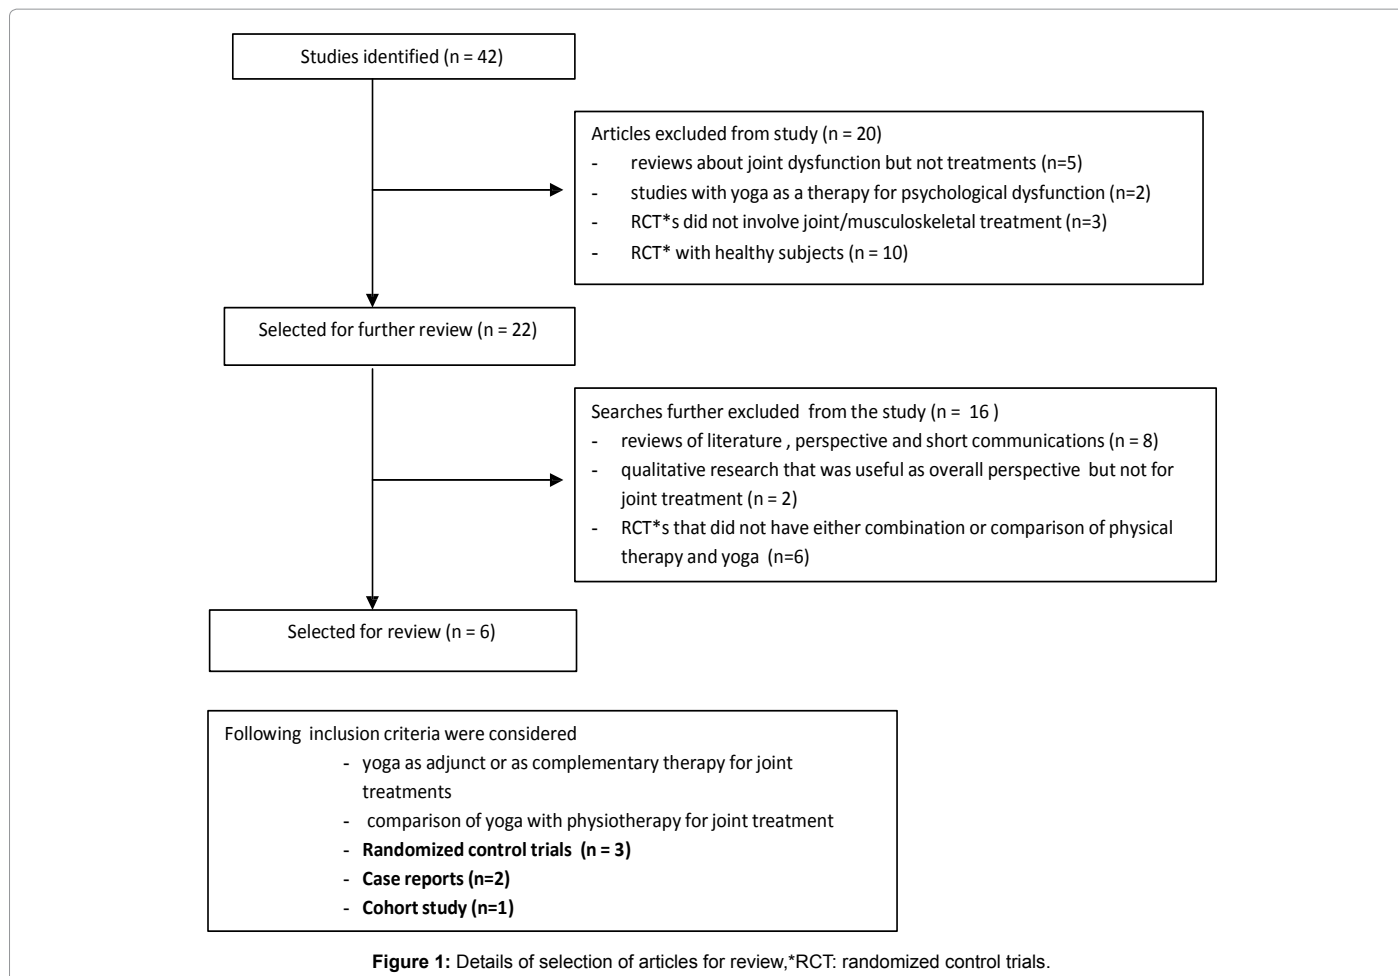 Studies identified (n = 42)
Articles excluded from study (n = 20)
- reviews about joint dysfunction but not treatments (n=5)
- studies with yoga as a therapy for psychological dysfunction (n=2)
- RCT*s did not involve joint/musculoskeletal treatment (n=3)
- RCT* with healthy subjects (n = 10)
Selected for further review (n = 22)
Searches further excluded from the study (n = 16 )
- reviews of literature , perspective and short communications (n = 8)
- qualitative research that was useful as overall perspective but not for
joint treatment (n = 2)
- RCT*s that did not have either combination or comparison of physical
therapy and yoga (n=6)
Selected for review (n = 6)
Following inclusion criteria were considered
- yoga as adjunct or as complementary therapy for joint
treatments
- comparison of yoga with physiotherapy for joint treatment
- Randomized control trials (n = 3)
- Case reports (n=2)
- Cohort study (n=1)
Figure 1: Details of selection of articles for review,*RCT: randomized control trials.